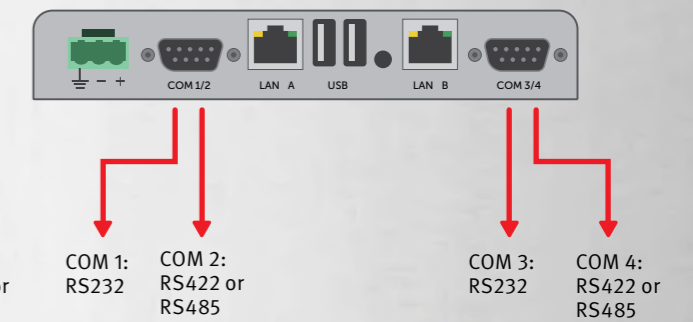 ⏚ − +
COM 1/2
LAN A
USB
LAN B
COM 3/4
COM 1:
RS232
COM 2:
RS422 or
RS485
COM 3:
RS232
COM 4:
RS422 or
RS485
or